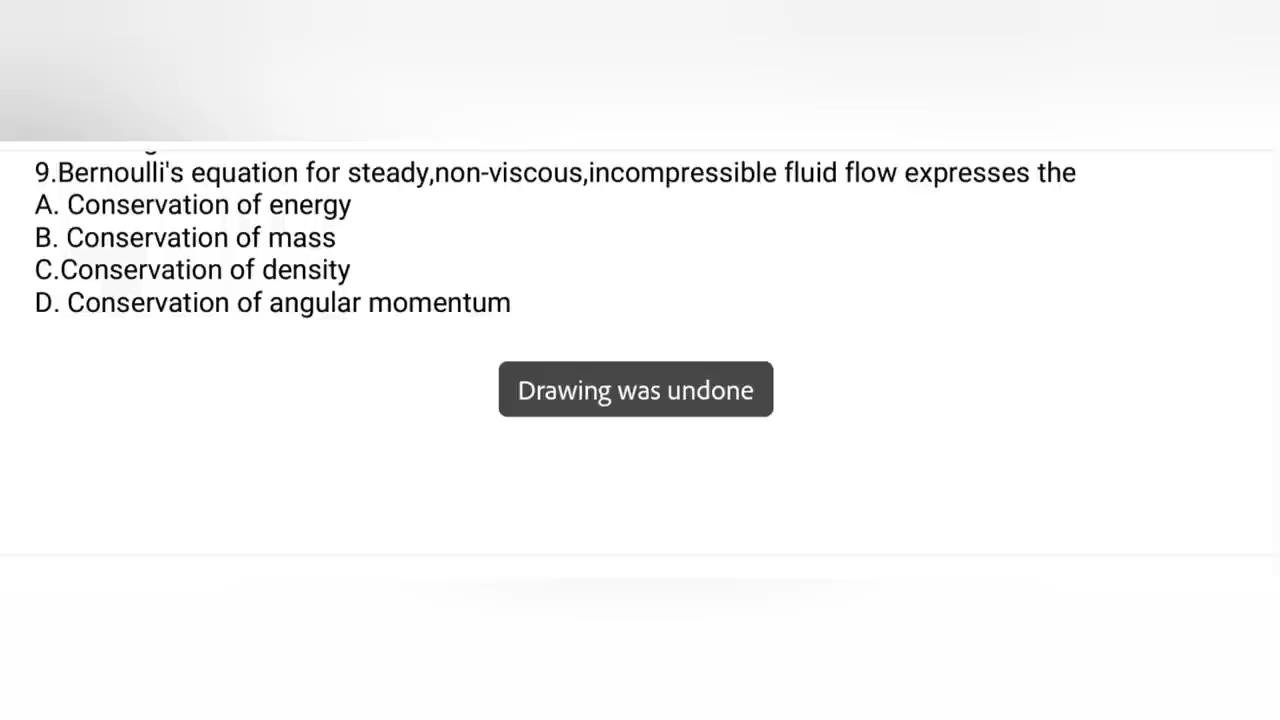 9.Bernoulli's equation for steady,non-viscous,incompressible fluid flow expresses the
A. Conservation of energy
B. Conservation of mass
C.Conservation of density
D. Conservation of angular momentum
Drawing was undone